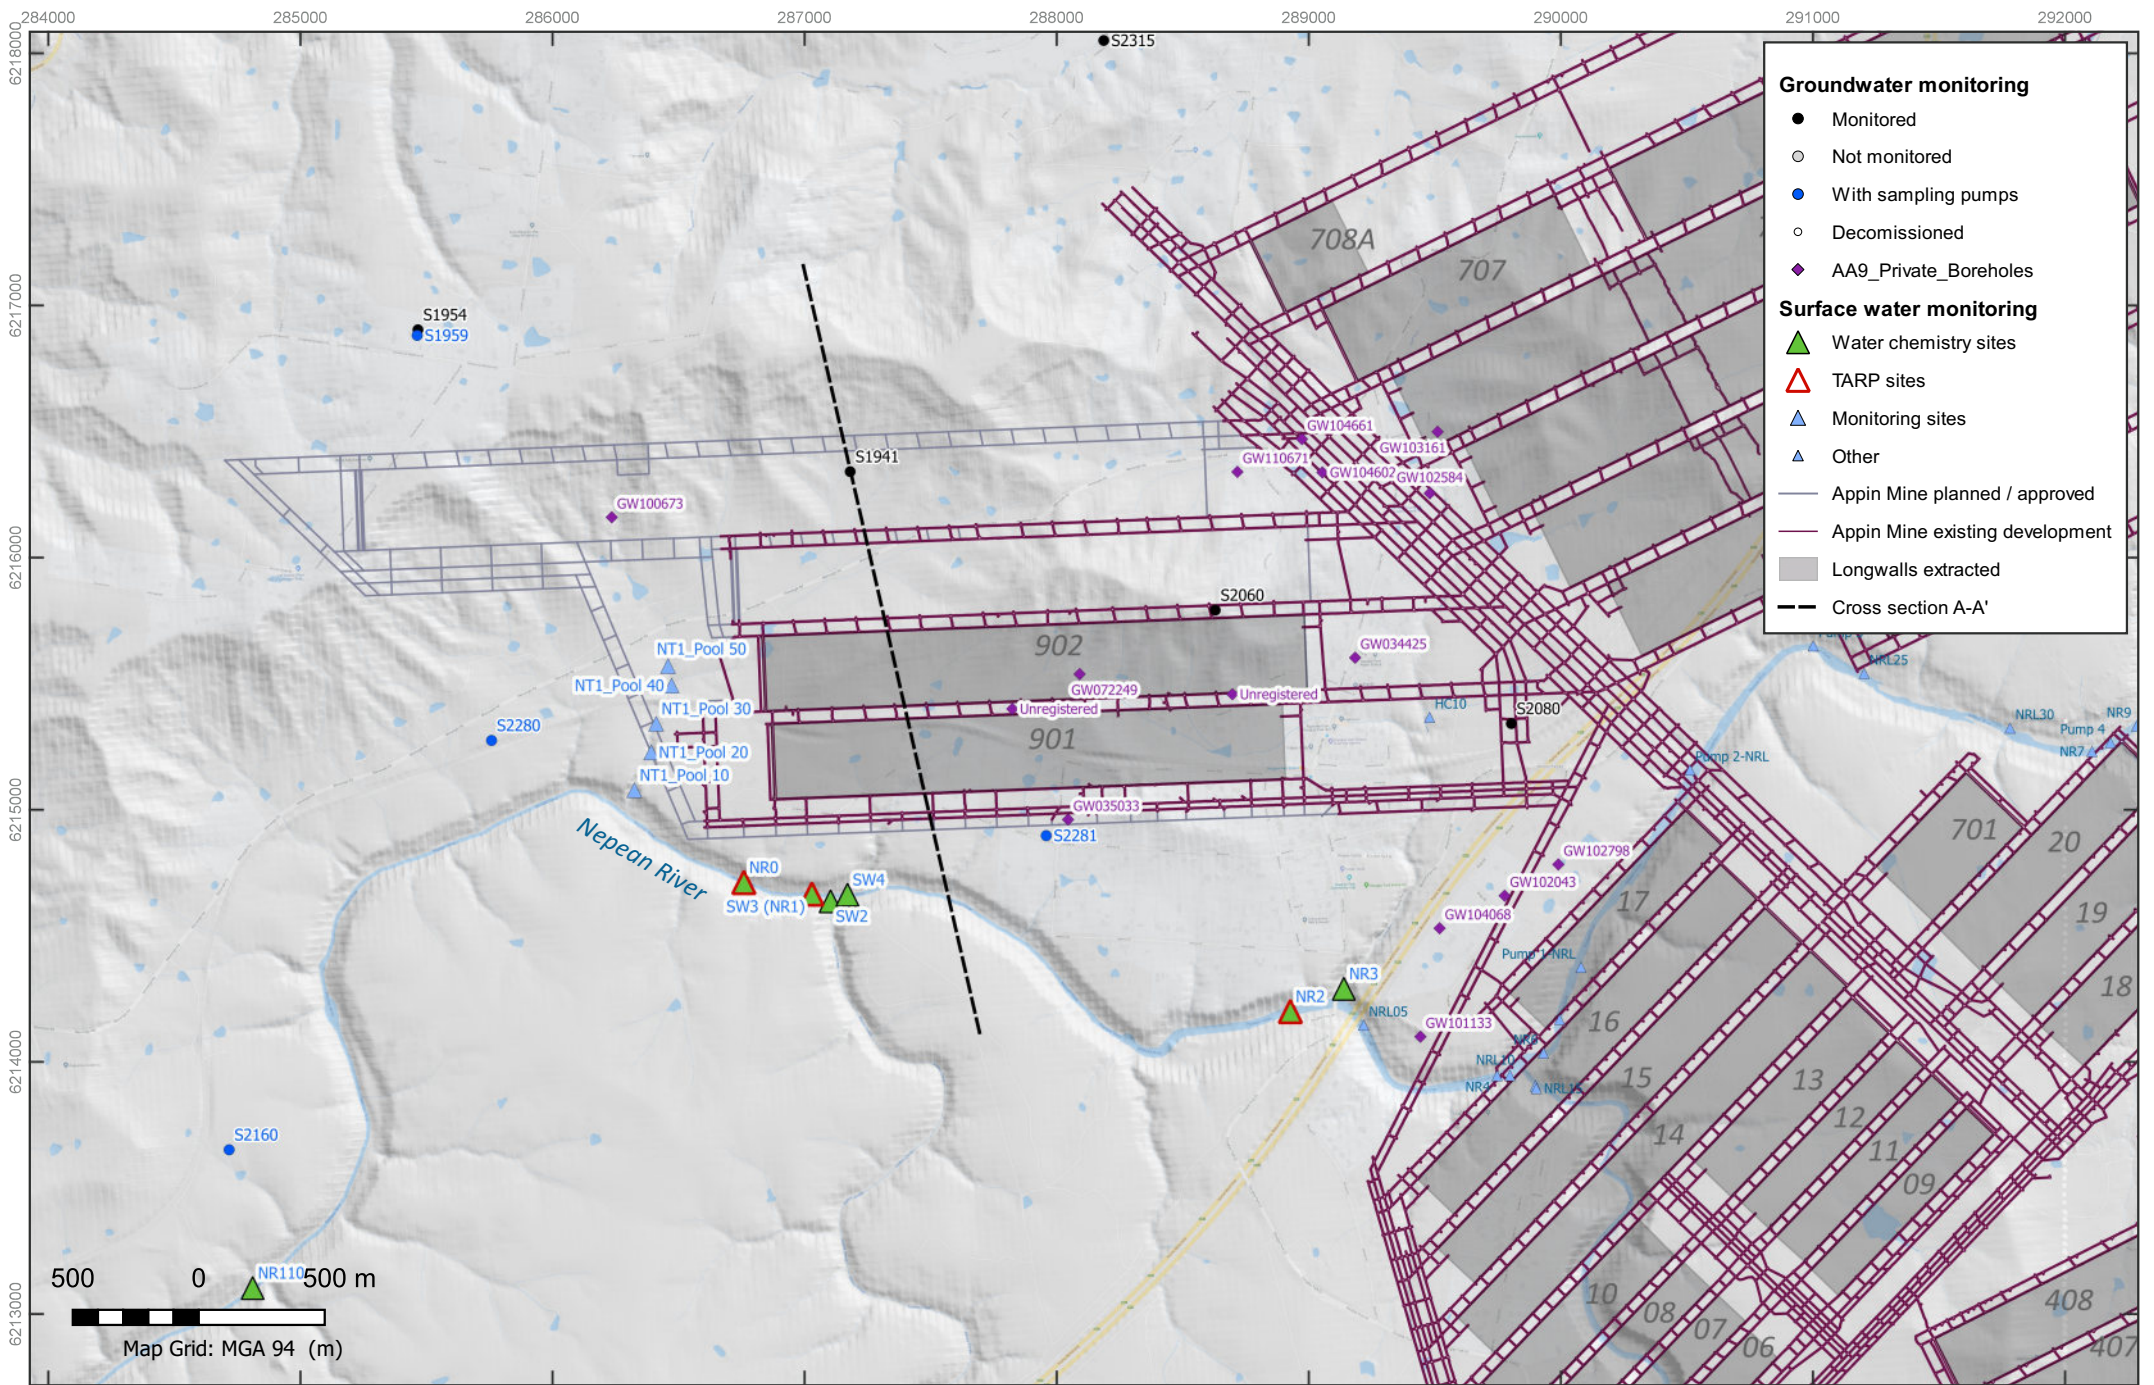 284000
285000
286000
287000
288000
289000
290000
291000
292000
6218000
6217000
6216000
6215000
6214000
6213000
Groundwater monitoring
Monitored
Not monitored
With sampling pumps
Decomissioned
AA9_Private_Boreholes
Surface water monitoring
Water chemistry sites
TARP sites
Monitoring sites
Other
Appin Mine planned / approved
Appin Mine existing development
Longwalls extracted
Cross section A-A'
S2315
708A
707
S1954
S1959
GW104661
GW103161
S1941
GW110671
GW104602
GW102584
GW100673
S2060
902
GW034425
NT1_Pool 50
NT1_Pool 40
NT1_Pool 30
NT1_Pool 20
NT1_Pool 10
GW072249
Unregistered
Unregistered
HC10
S2080
S2280
901
NRL25
NRL30
NR9
Pump 4
NR7
Pump 2-NRL
GW035033
S2281
Nepean River
NR0
SW4
SW3 (NR1)
SW2
GW102798
GW102043
GW104068
701
20
19
18
17
16
15
14
13
12
11
09
10
08
07
06
408
407
Pump 1-NRL
NR3
NR2
NRL05
GW101133
NRL10
NR4
S2160
NR110
500 0 500 m
Map Grid: MGA 94 (m)